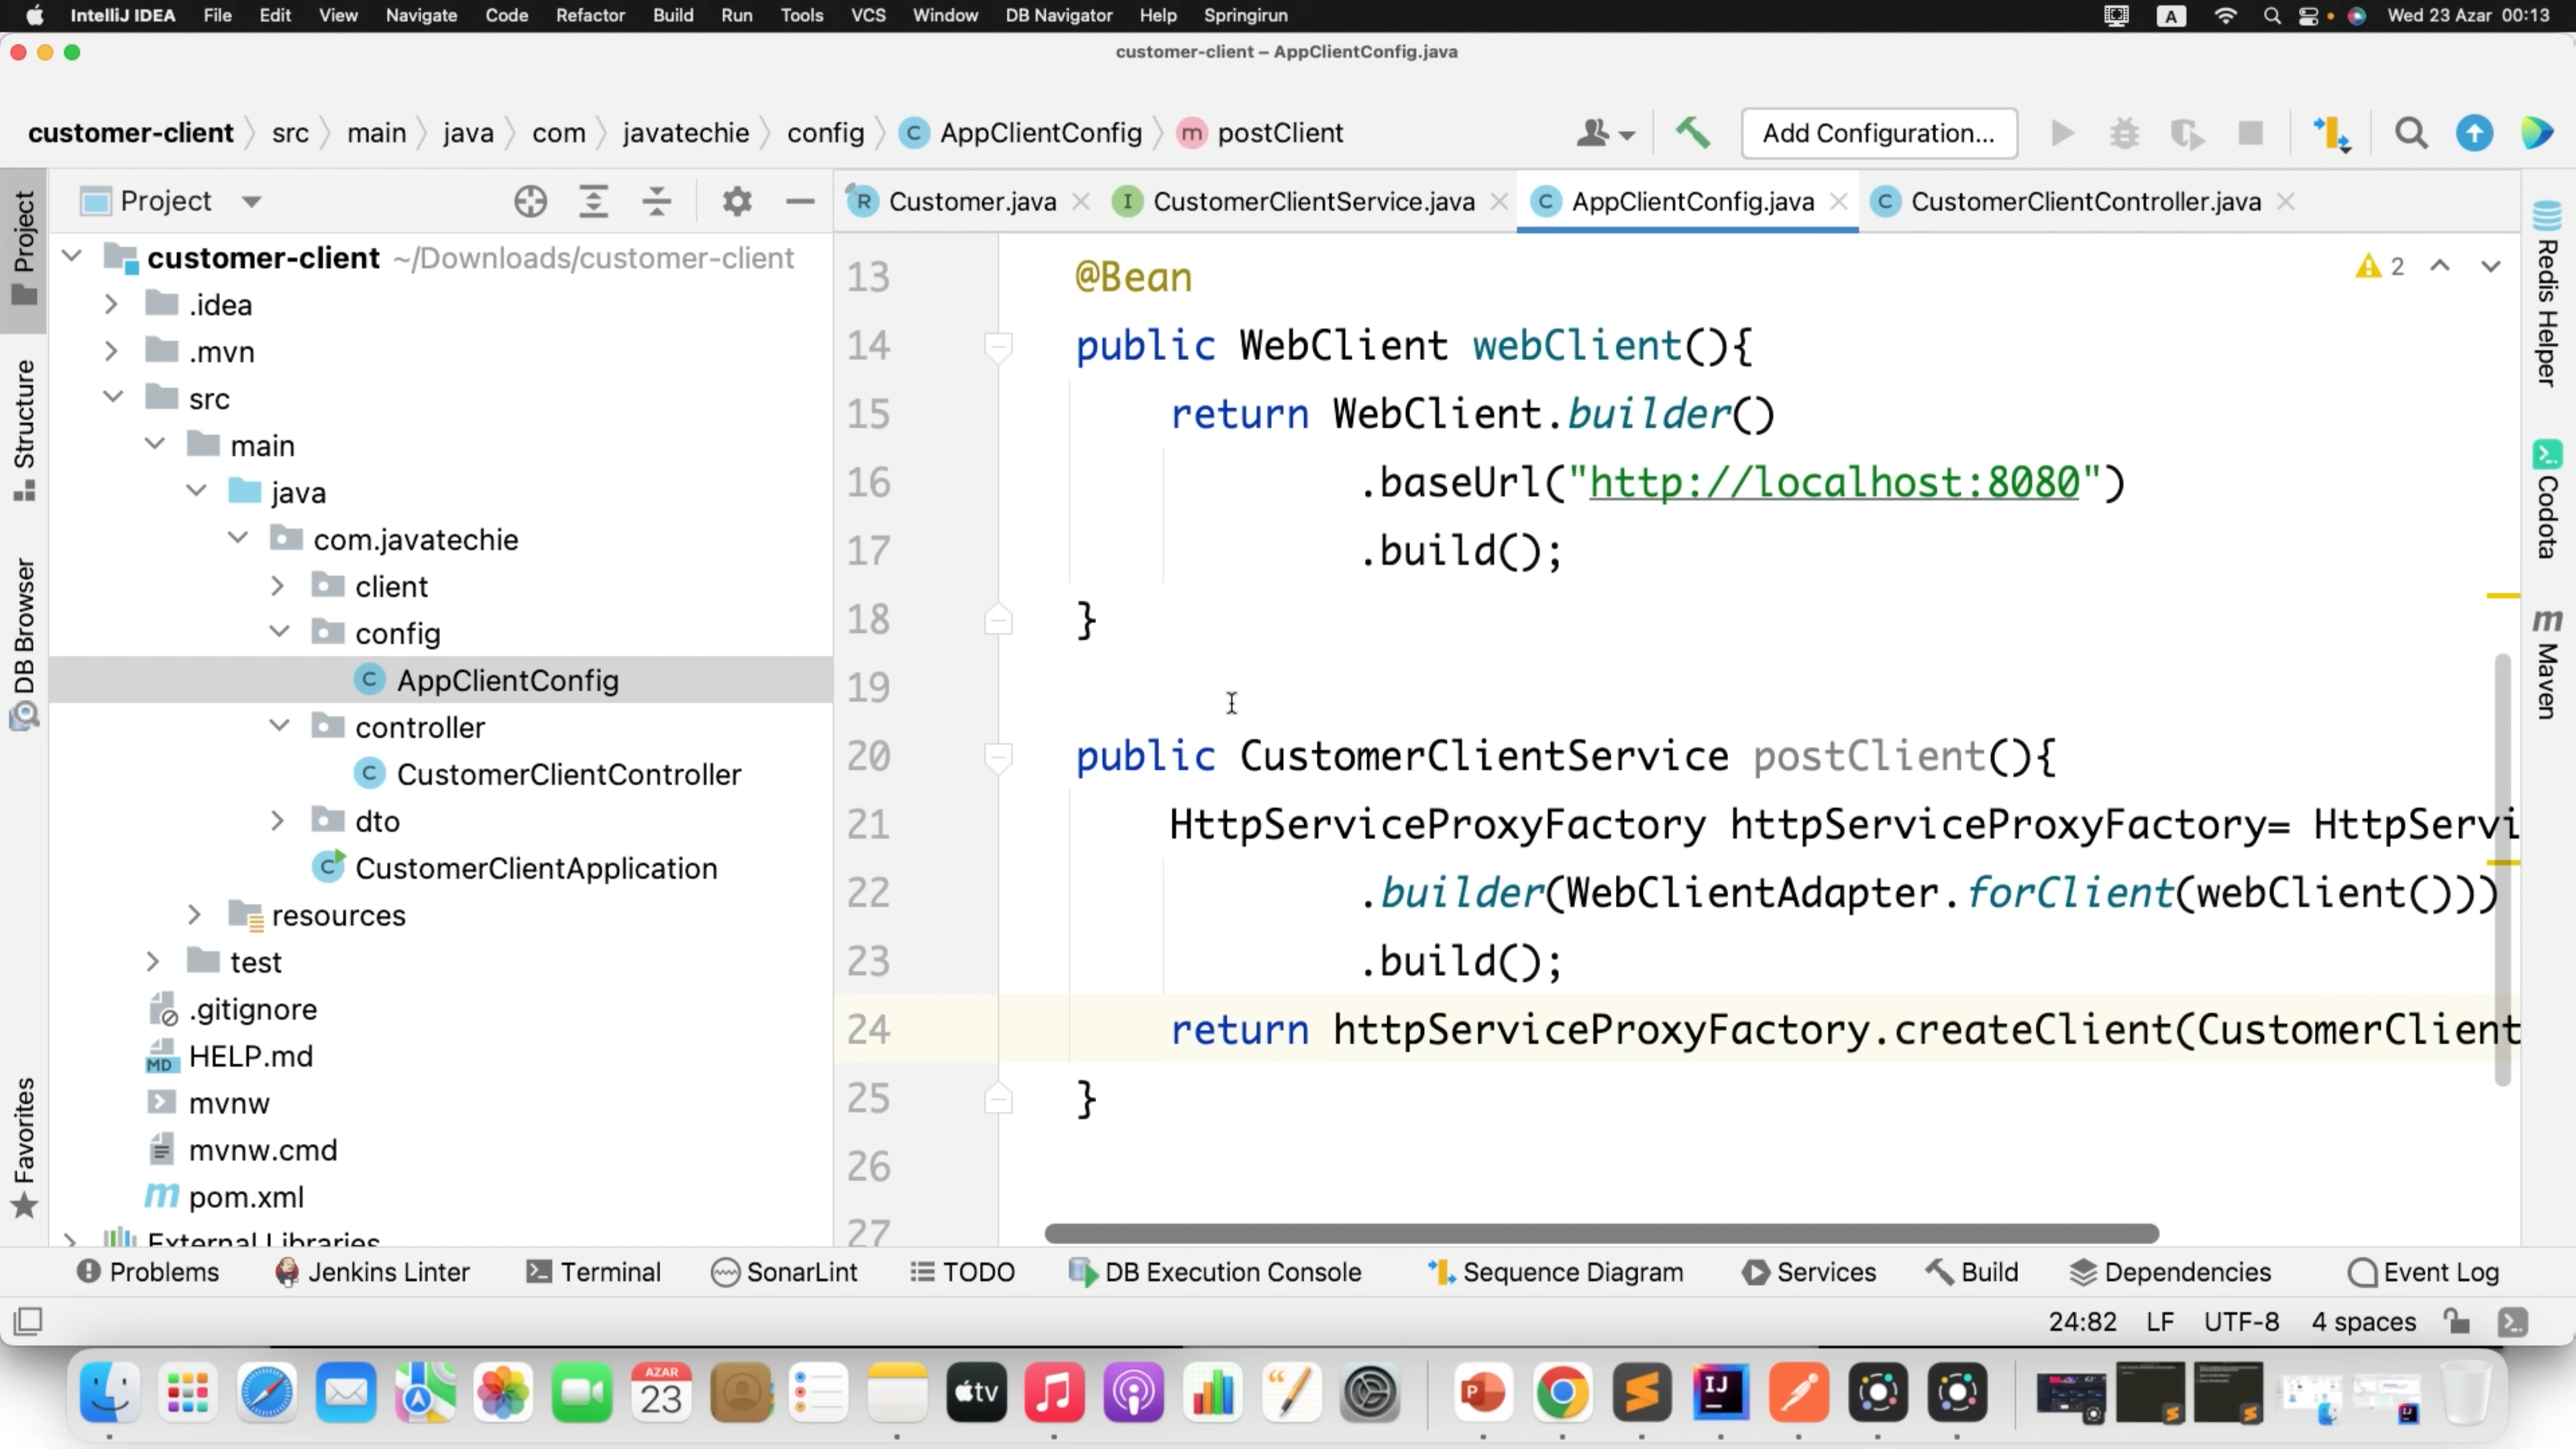 IntelliJ IDEA File Edit View Navigate Code Refactor Build Run Tools VCS Window DB Navigator Help Springirun A Wed 23 Azar 00:13
customer-client – AppClientConfig.java
customer-client src main java com javatechie config C AppClientConfig m postClient Add Configuration...
Project
R Customer.java
I CustomerClientService.java
C AppClientConfig.java
C CustomerClientController.java
Project
Structure
DB Browser
Favorites
customer-client ~/Downloads/customer-client
.idea
.mvn
src
main
java
com.javatechie
client
config
C AppClientConfig
controller
C CustomerClientController
dto
C CustomerClientApplication
resources
test
.gitignore
MD HELP.md
mvnw
mvnw.cmd
m pom.xml
External Libraries
2
13 @Bean
14 public WebClient webClient(){
15 return WebClient.builder()
16 .baseUrl("http://localhost:8080")
17 .build();
18 }
19
20 public CustomerClientService postClient(){
21 HttpServiceProxyFactory httpServiceProxyFactory= HttpServi
22 .builder(WebClientAdapter.forClient(webClient()))
23 .build();
24 return httpServiceProxyFactory.createClient(CustomerClient
25 }
26
27
Redis Helper
Codota
m Maven
Problems Jenkins Linter Terminal SonarLint TODO DB Execution Console Sequence Diagram Services Build Dependencies Event Log
24:82 LF UTF-8 4 spaces
AZAR
23
tv
P
IJ